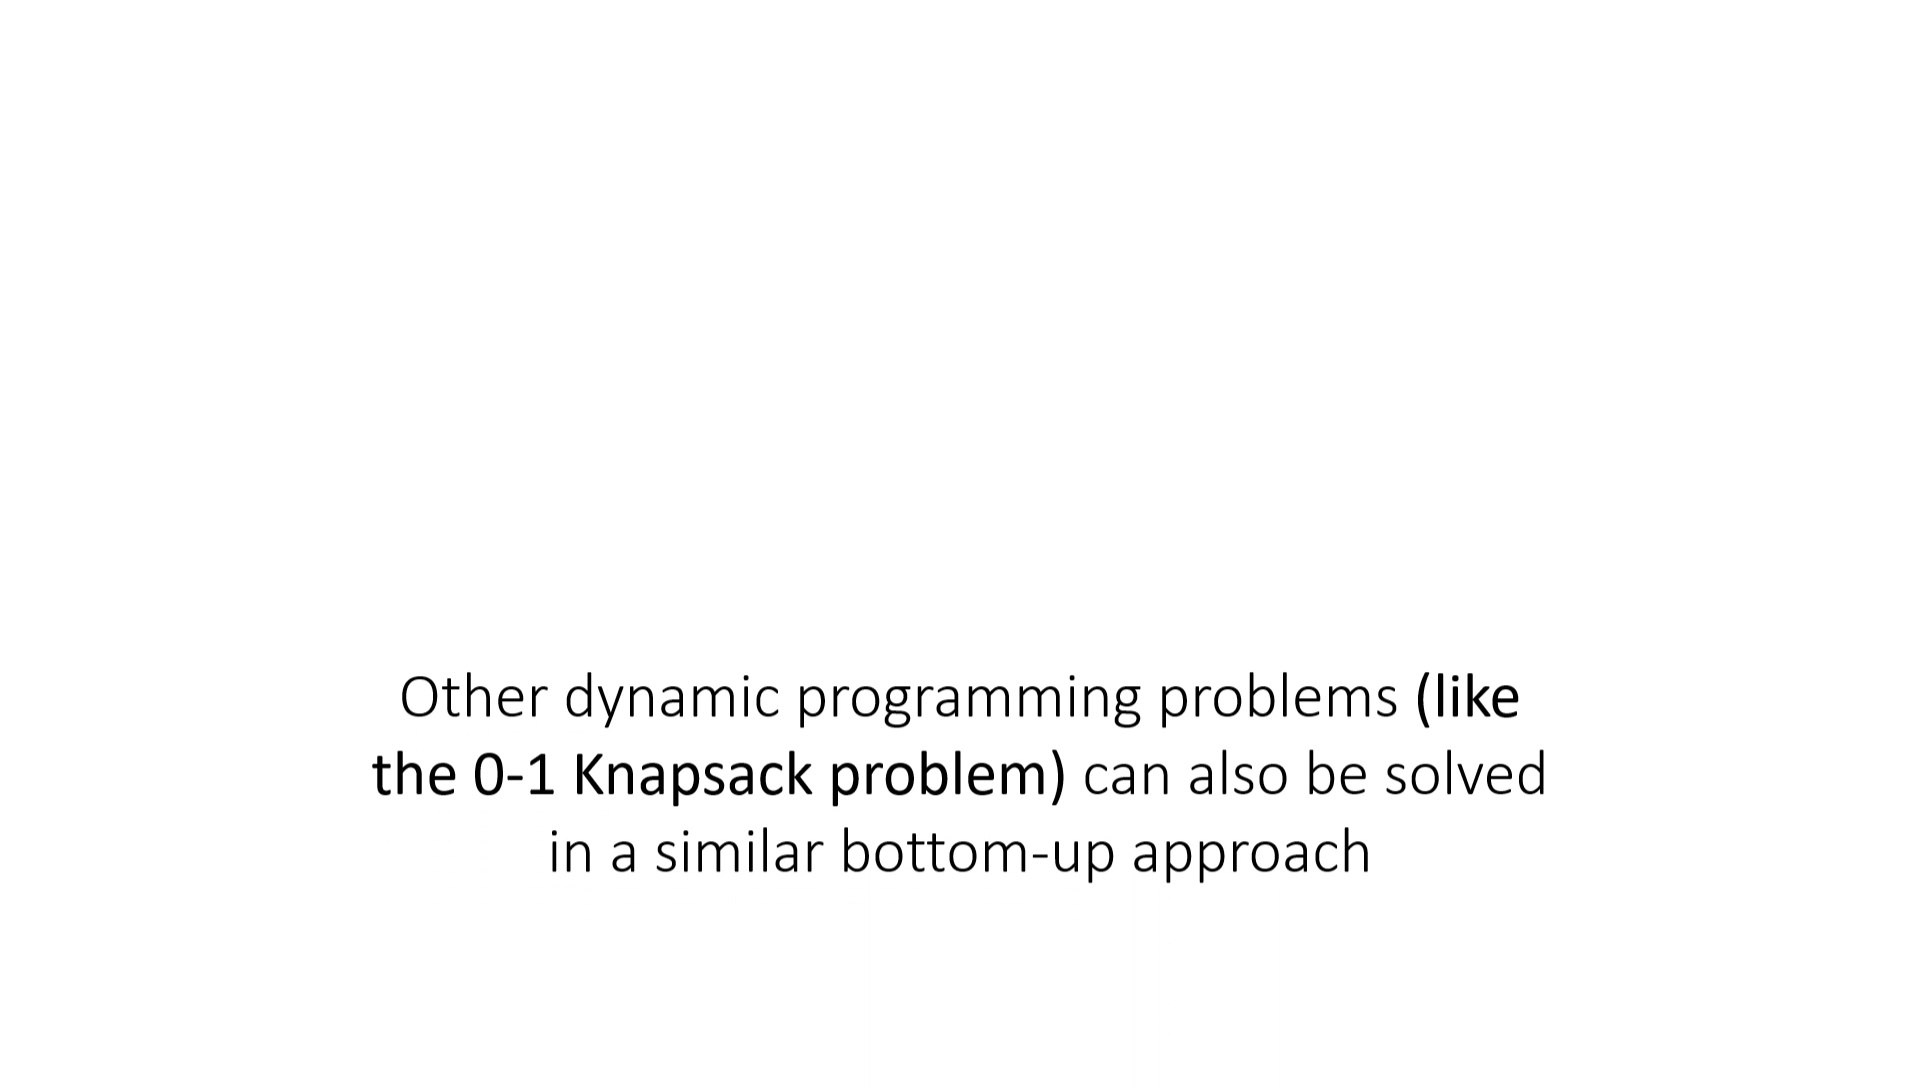 Other dynamic programming problems (like
the 0-1 Knapsack problem) can also be solved
in a similar bottom-up approach